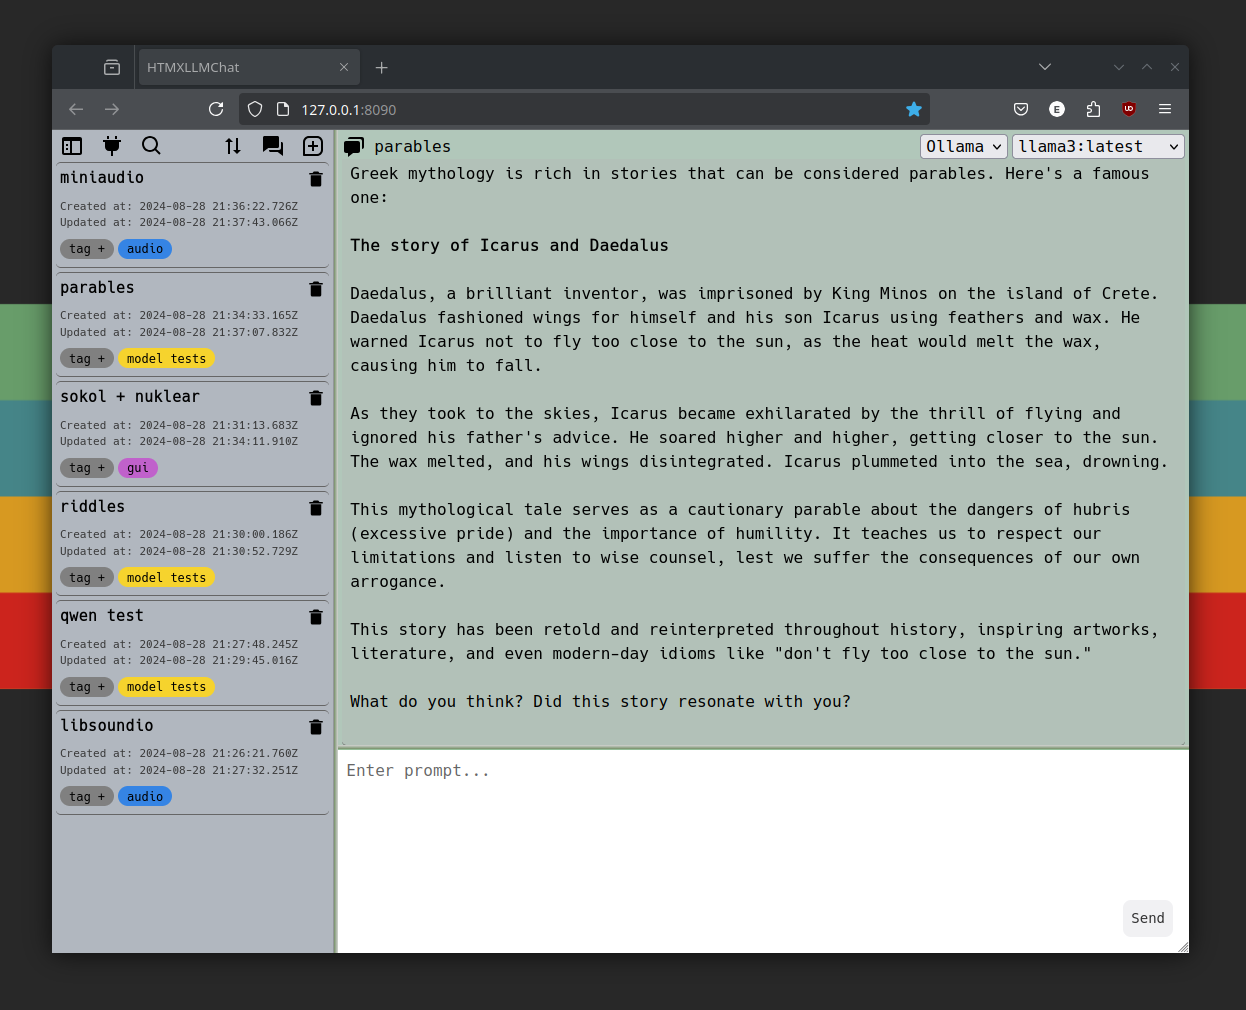 HTMXLLMChat
127.0.0.1:8090
E
UD
miniaudio
Created at: 2024-08-28 21:36:22.726Z
Updated at: 2024-08-28 21:37:43.066Z
tag + audio
parables
Created at: 2024-08-28 21:34:33.165Z
Updated at: 2024-08-28 21:37:07.832Z
tag + model tests
sokol + nuklear
Created at: 2024-08-28 21:31:13.683Z
Updated at: 2024-08-28 21:34:11.910Z
tag + gui
riddles
Created at: 2024-08-28 21:30:00.186Z
Updated at: 2024-08-28 21:30:52.729Z
tag + model tests
qwen test
Created at: 2024-08-28 21:27:48.245Z
Updated at: 2024-08-28 21:29:45.016Z
tag + model tests
libsoundio
Created at: 2024-08-28 21:26:21.760Z
Updated at: 2024-08-28 21:27:32.251Z
tag + audio
parables
Ollama
llama3:latest
Greek mythology is rich in stories that can be considered parables. Here's a famous
one:
The story of Icarus and Daedalus
Daedalus, a brilliant inventor, was imprisoned by King Minos on the island of Crete.
Daedalus fashioned wings for himself and his son Icarus using feathers and wax. He
warned Icarus not to fly too close to the sun, as the heat would melt the wax,
causing him to fall.
As they took to the skies, Icarus became exhilarated by the thrill of flying and
ignored his father's advice. He soared higher and higher, getting closer to the sun.
The wax melted, and his wings disintegrated. Icarus plummeted into the sea, drowning.
This mythological tale serves as a cautionary parable about the dangers of hubris
(excessive pride) and the importance of humility. It teaches us to respect our
limitations and listen to wise counsel, lest we suffer the consequences of our own
arrogance.
This story has been retold and reinterpreted throughout history, inspiring artworks,
literature, and even modern-day idioms like "don't fly too close to the sun."
What do you think? Did this story resonate with you?
Enter prompt...
Send